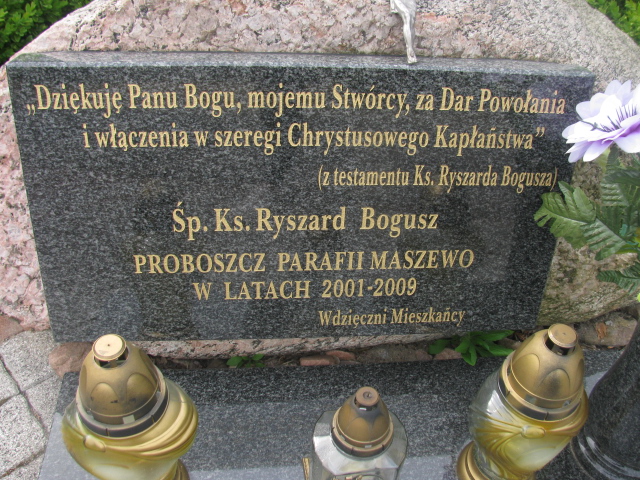 „Dziękuję Panu Bogu, mojemu Stwórcy, za Dar Powołania
i włączenia w szeregi Chrystusowego Kapłaństwa”
(z testamentu Ks. Ryszarda Bogusza)
Śp. Ks. Ryszard Bogusz
PROBOSZCZ PARAFII MASZEWO
W LATACH 2001-2009
Wdzięczni Mieszkańcy